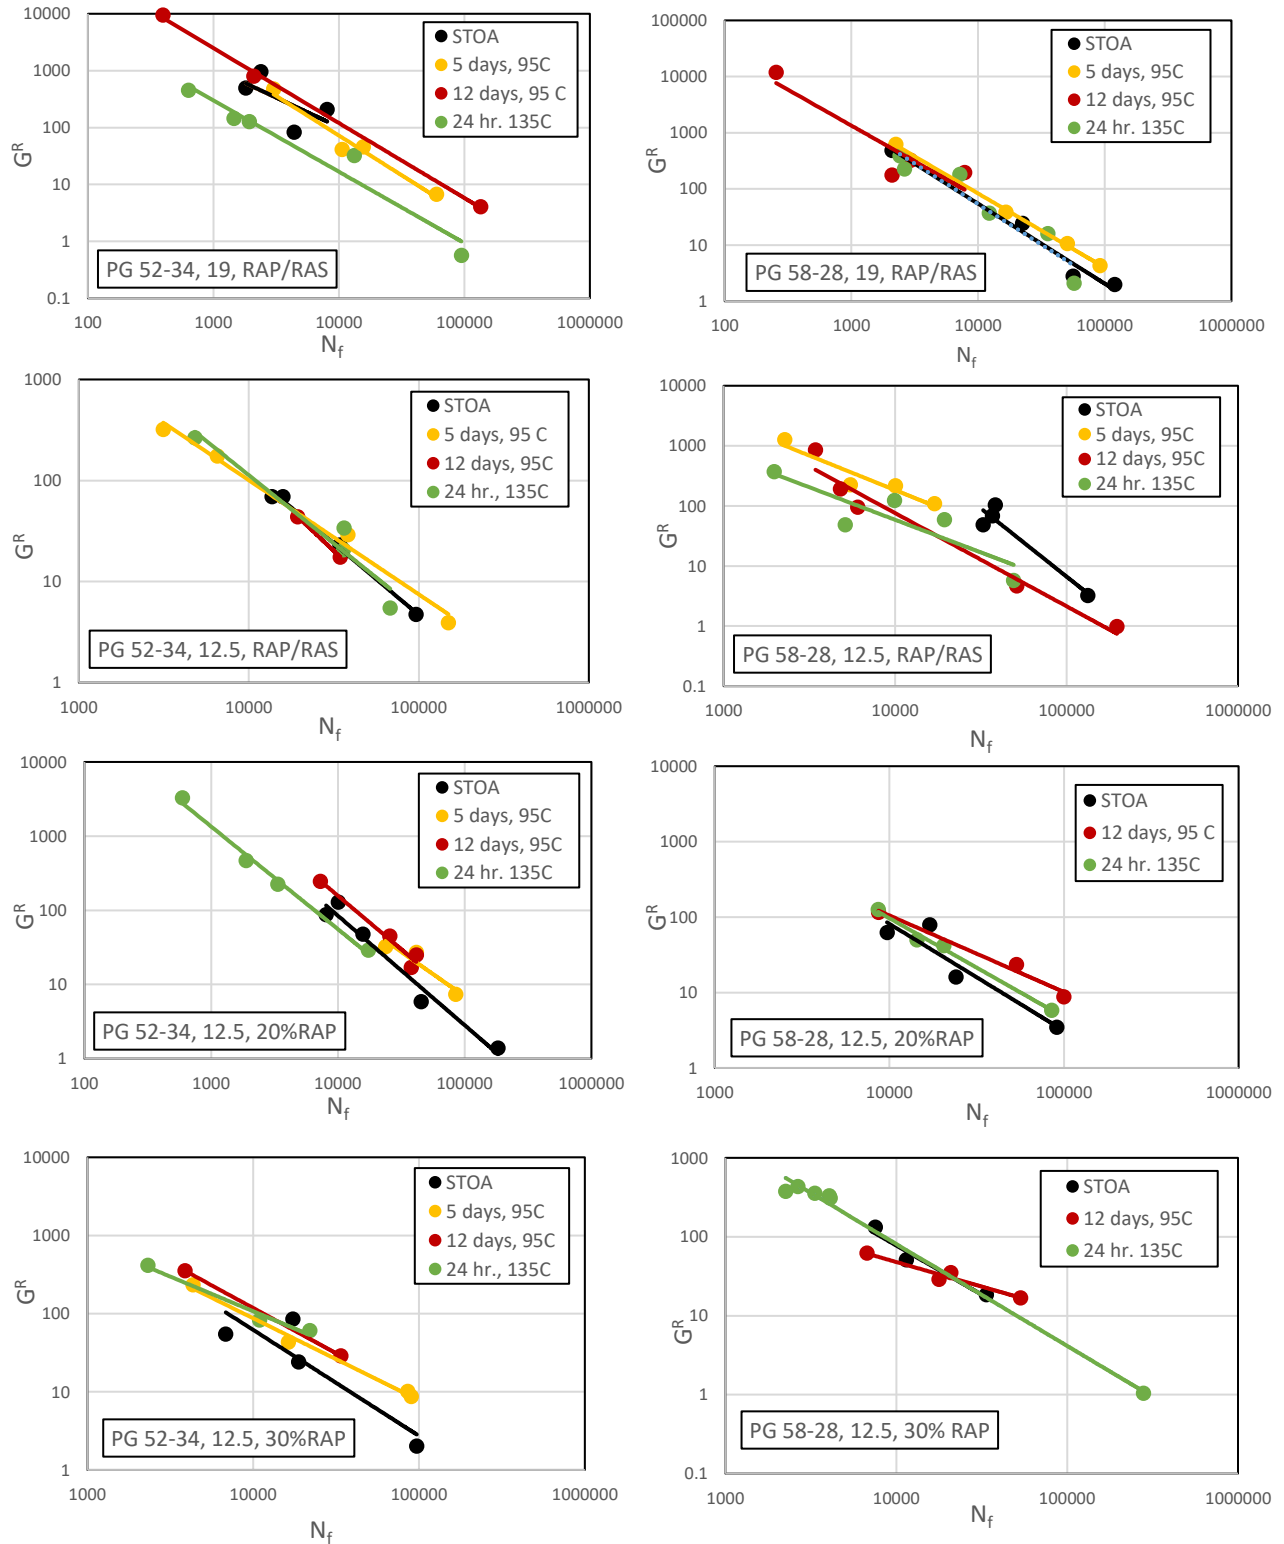 10000
1000
100
10
1
0.1
G^R
STOA
5 days, 95C
12 days, 95 C
24 hr. 135C
PG 52-34, 19, RAP/RAS
100
1000
10000
100000
1000000
N_f
100000
10000
1000
100
10
1
G^R
STOA
5 days, 95C
12 days, 95C
24 hr. 135C
PG 58-28, 19, RAP/RAS
100
1000
10000
100000
1000000
N_f
1000
100
10
1
G^R
STOA
5 days, 95 C
12 days, 95C
24 hr., 135C
PG 52-34, 12.5, RAP/RAS
1000
10000
100000
1000000
N_f
10000
1000
100
10
1
0.1
G^R
STOA
5 days, 95C
12 days, 95C
24 hr. 135C
PG 58-28, 12.5, RAP/RAS
1000
10000
100000
1000000
N_f
10000
1000
100
10
1
G^R
STOA
5 days, 95C
12 days, 95C
24 hr. 135C
PG 52-34, 12.5, 20%RAP
100
1000
10000
100000
1000000
N_f
10000
1000
100
10
1
G^R
STOA
12 days, 95 C
24 hr. 135C
PG 58-28, 12.5, 20%RAP
1000
10000
100000
1000000
N_f
10000
1000
100
10
1
G^R
STOA
5 days, 95C
12 days, 95C
24 hr., 135C
PG 52-34, 12.5, 30%RAP
1000
10000
100000
1000000
N_f
1000
100
10
1
0.1
G^R
STOA
12 days, 95C
24 hr. 135C
PG 58-28, 12.5, 30% RAP
1000
10000
100000
1000000
N_f